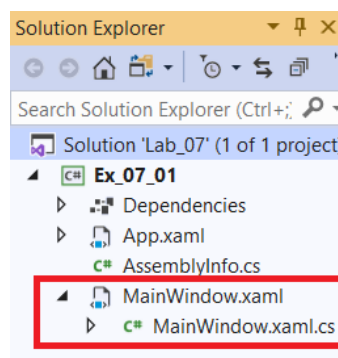 Solution Explorer
Search Solution Explorer (Ctrl+;
Solution 'Lab_07' (1 of 1 project
C# Ex_07_01
Dependencies
App.xaml
C# AssemblyInfo.cs
MainWindow.xaml
C# MainWindow.xaml.cs